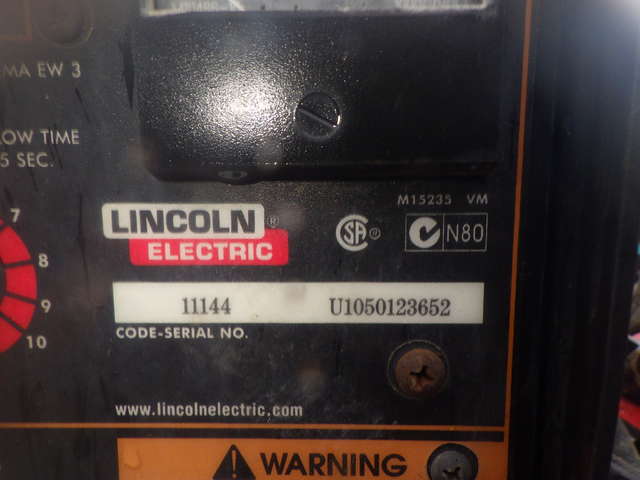 MA EW 3
OW TIME
5 SEC.
7
8
9
10
M15235 VM
LINCOLN ®
ELECTRIC
SA ®
N80
11144 U1050123652
CODE-SERIAL NO.
www.lincolnelectric.com
WARNING